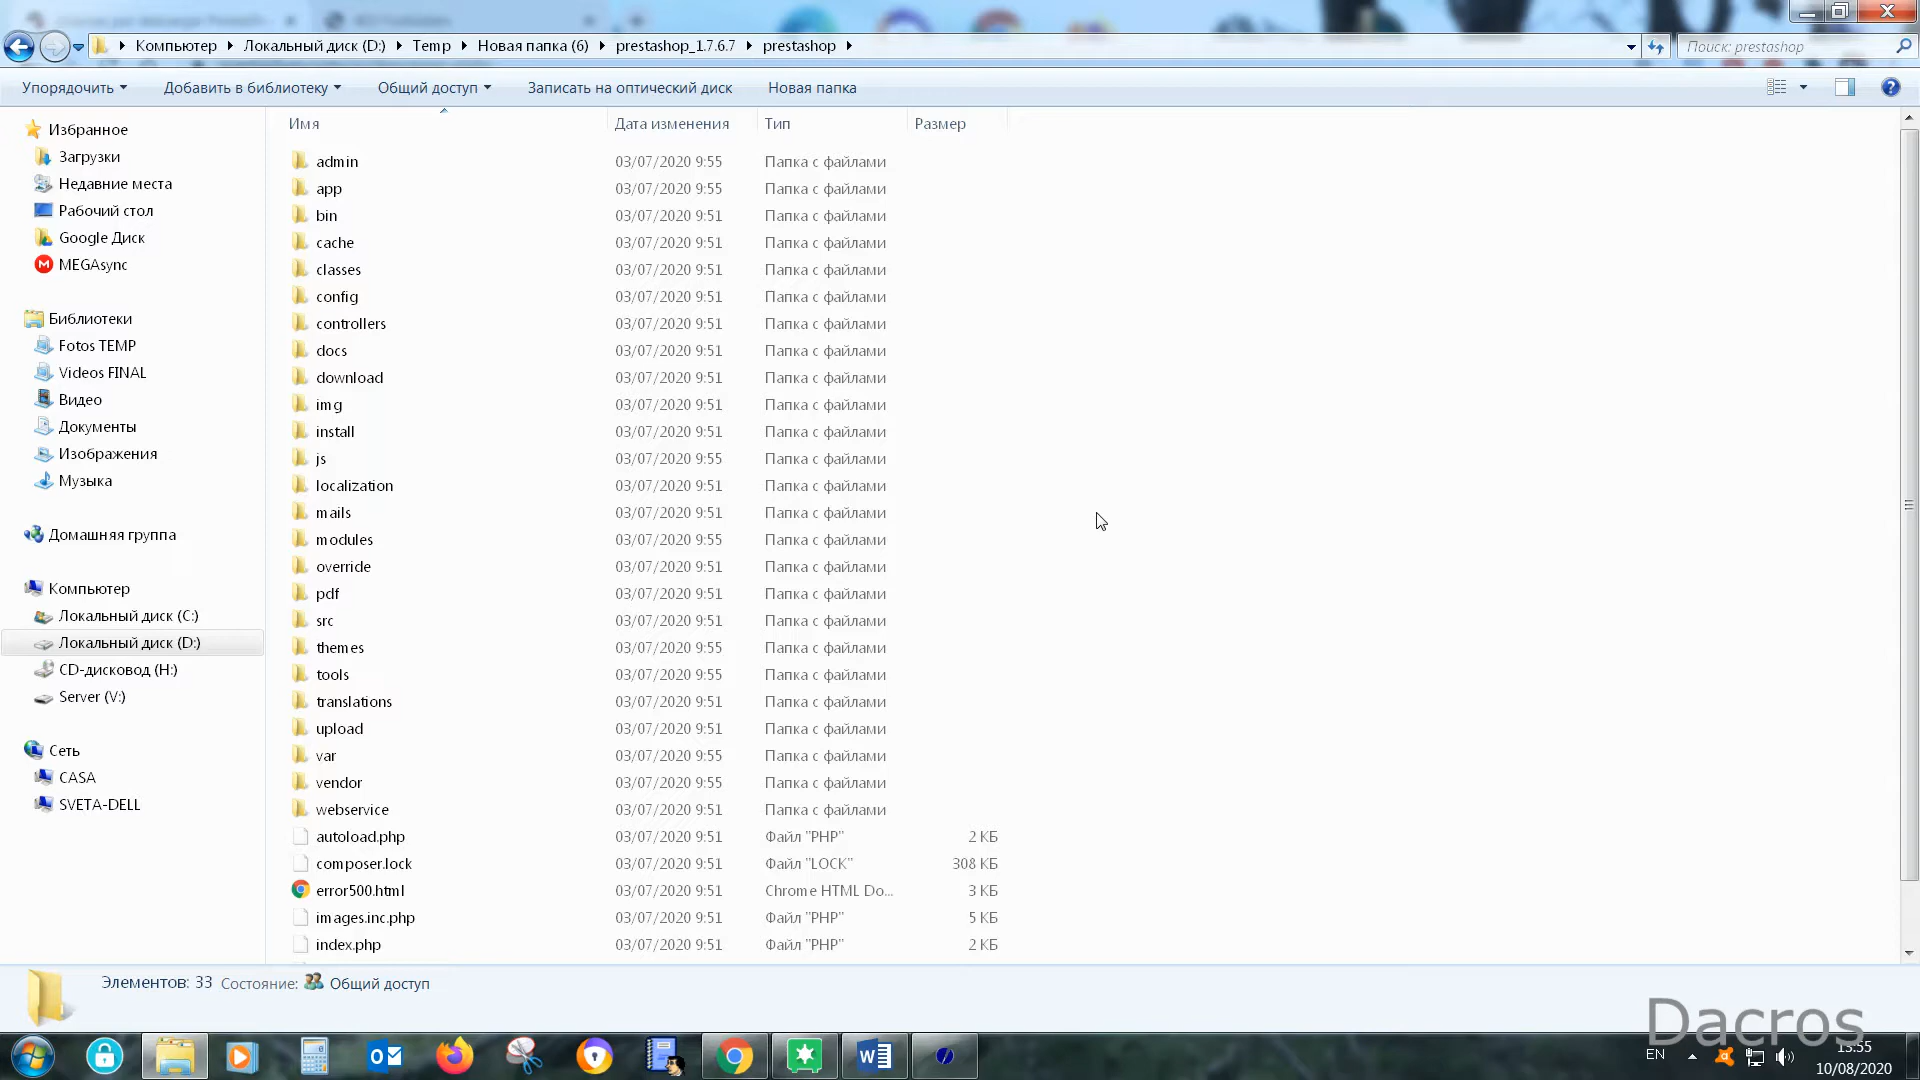 Компьютер Локальный диск (D:) Temp Новая папка (6) prestashop_1.7.6.7 prestashop
Поиск: prestashop
Упорядочить Добавить в библиотеку Общий доступ Записать на оптический диск Новая папка
Избранное
Загрузки
Недавние места
Рабочий стол
Google Диск
MEGAsync
Библиотеки
Fotos TEMP
Videos FINAL
Видео
Документы
Изображения
Музыка
Домашняя группа
Компьютер
Локальный диск (C:)
Локальный диск (D:)
CD-дисковод (H:)
Server (V:)
Сеть
CASA
SVETA-DELL
Имя Дата изменения Тип Размер
admin 03/07/2020 9:55 Папка с файлами
app 03/07/2020 9:55 Папка с файлами
bin 03/07/2020 9:51 Папка с файлами
cache 03/07/2020 9:51 Папка с файлами
classes 03/07/2020 9:51 Папка с файлами
config 03/07/2020 9:51 Папка с файлами
controllers 03/07/2020 9:51 Папка с файлами
docs 03/07/2020 9:51 Папка с файлами
download 03/07/2020 9:51 Папка с файлами
img 03/07/2020 9:51 Папка с файлами
install 03/07/2020 9:51 Папка с файлами
js 03/07/2020 9:55 Папка с файлами
localization 03/07/2020 9:51 Папка с файлами
mails 03/07/2020 9:51 Папка с файлами
modules 03/07/2020 9:55 Папка с файлами
override 03/07/2020 9:51 Папка с файлами
pdf 03/07/2020 9:51 Папка с файлами
src 03/07/2020 9:51 Папка с файлами
themes 03/07/2020 9:55 Папка с файлами
tools 03/07/2020 9:55 Папка с файлами
translations 03/07/2020 9:51 Папка с файлами
upload 03/07/2020 9:51 Папка с файлами
var 03/07/2020 9:55 Папка с файлами
vendor 03/07/2020 9:55 Папка с файлами
webservice 03/07/2020 9:51 Папка с файлами
autoload.php 03/07/2020 9:51 Файл "PHP" 2 КБ
composer.lock 03/07/2020 9:51 Файл "LOCK" 308 КБ
error500.html 03/07/2020 9:51 Chrome HTML Do... 3 КБ
images.inc.php 03/07/2020 9:51 Файл "PHP" 5 КБ
index.php 03/07/2020 9:51 Файл "PHP" 2 КБ
Элементов: 33 Состояние: Общий доступ
Dacros
EN
13:55
10/08/2020